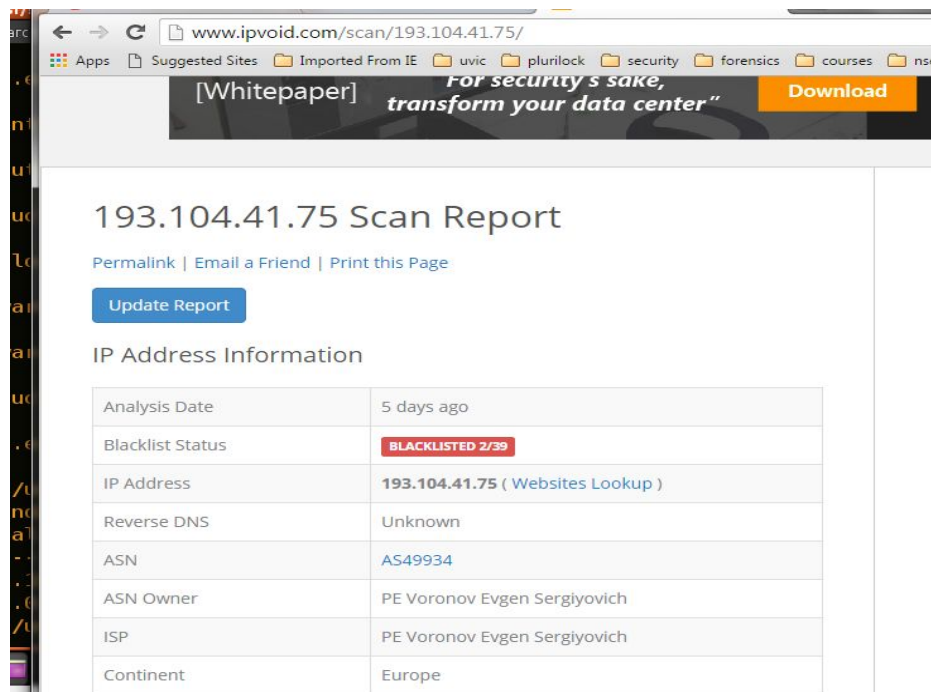 www.ipvoid.com/scan/193.104.41.75/
Apps Suggested Sites Imported From IE uvic plurilock security forensics courses
[Whitepaper] For security's sake,
transform your data center"
Download
193.104.41.75 Scan Report
Permalink | Email a Friend | Print this Page
Update Report
IP Address Information
Analysis Date 5 days ago
Blacklist Status BLACKLISTED 2/39
IP Address 193.104.41.75 ( Websites Lookup )
Reverse DNS Unknown
ASN AS49934
ASN Owner PE Voronov Evgen Sergiyovich
ISP PE Voronov Evgen Sergiyovich
Continent Europe